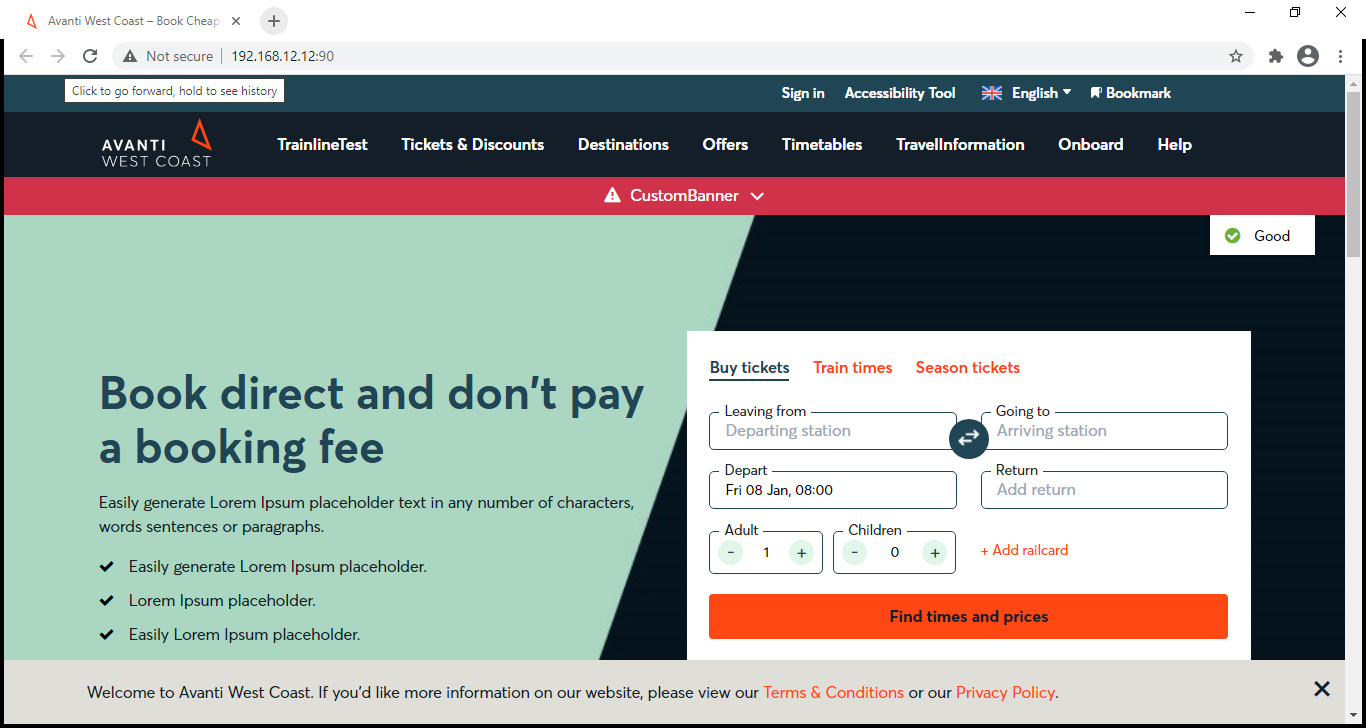 Avanti West Coast – Book Cheap
Not secure
192.168.12.12:90
Click to go forward, hold to see history
Sign in
Accessibility Tool
English
Bookmark
AVANTI
WEST COAST
TrainlineTest
Tickets & Discounts
Destinations
Offers
Timetables
TravelInformation
Onboard
Help
CustomBanner
Good
Book direct and don't pay
a booking fee
Easily generate Lorem Ipsum placeholder text in any number of characters,
words sentences or paragraphs.
Easily generate Lorem Ipsum placeholder.
Lorem Ipsum placeholder.
Easily Lorem Ipsum placeholder.
Buy tickets
Train times
Season tickets
Leaving from
Departing station
Going to
Arriving station
Depart
Fri 08 Jan, 08:00
Return
Add return
Adult
- 1 +
Children
- 0 +
+ Add railcard
Find times and prices
Welcome to Avanti West Coast. If you'd like more information on our website, please view our Terms & Conditions or our Privacy Policy.